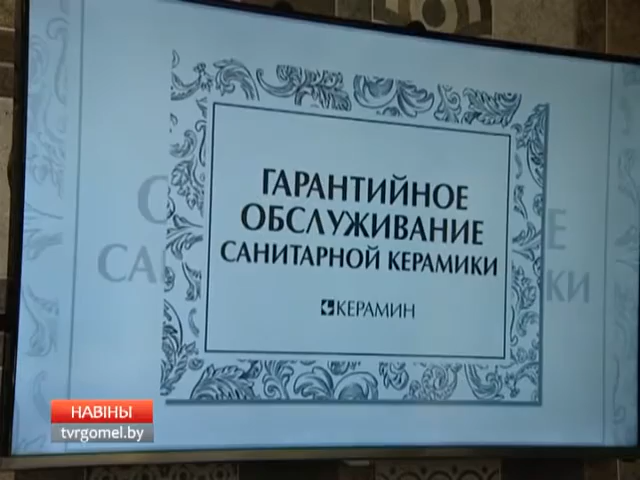 ГАРАНТИЙНОЕ
ОБСЛУЖИВАНИЕ
САНИТАРНОЙ КЕРАМИКИ
КЕРАМИН
НАВІНЫ
tvrgomel.by